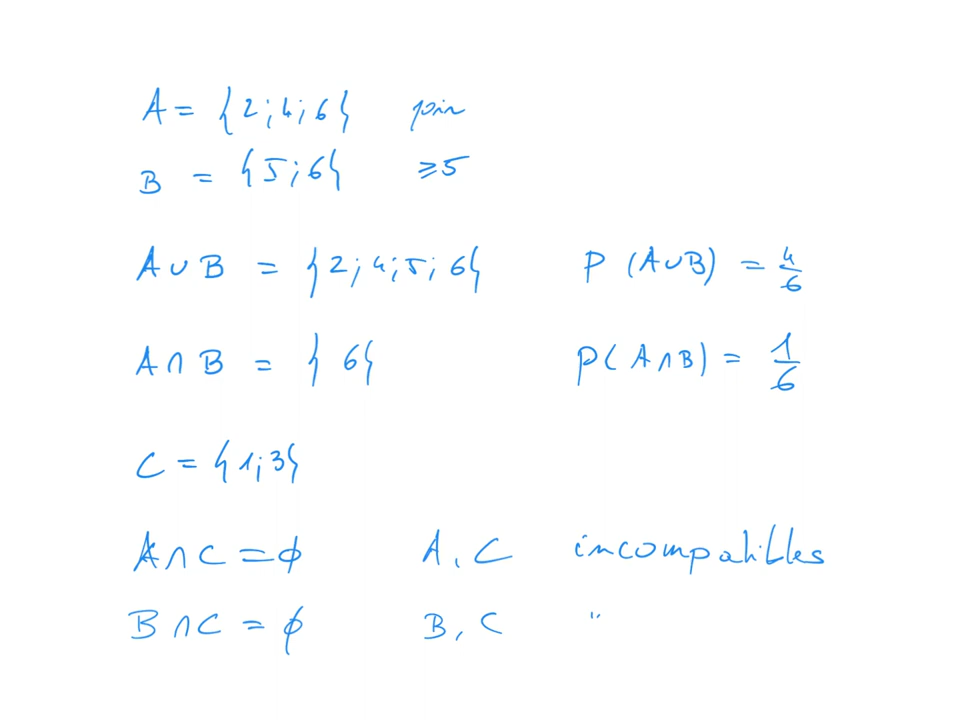 A = {2;4;6} pair
B = {5;6} ≥5
A∪B = {2;4;5;6} P(A∪B) = 4/6
A∩B = {6} P(A∩B) = 1/6
C = {1;3}
A∩C = ϕ A, C incompatibles
B∩C = ϕ B, C "